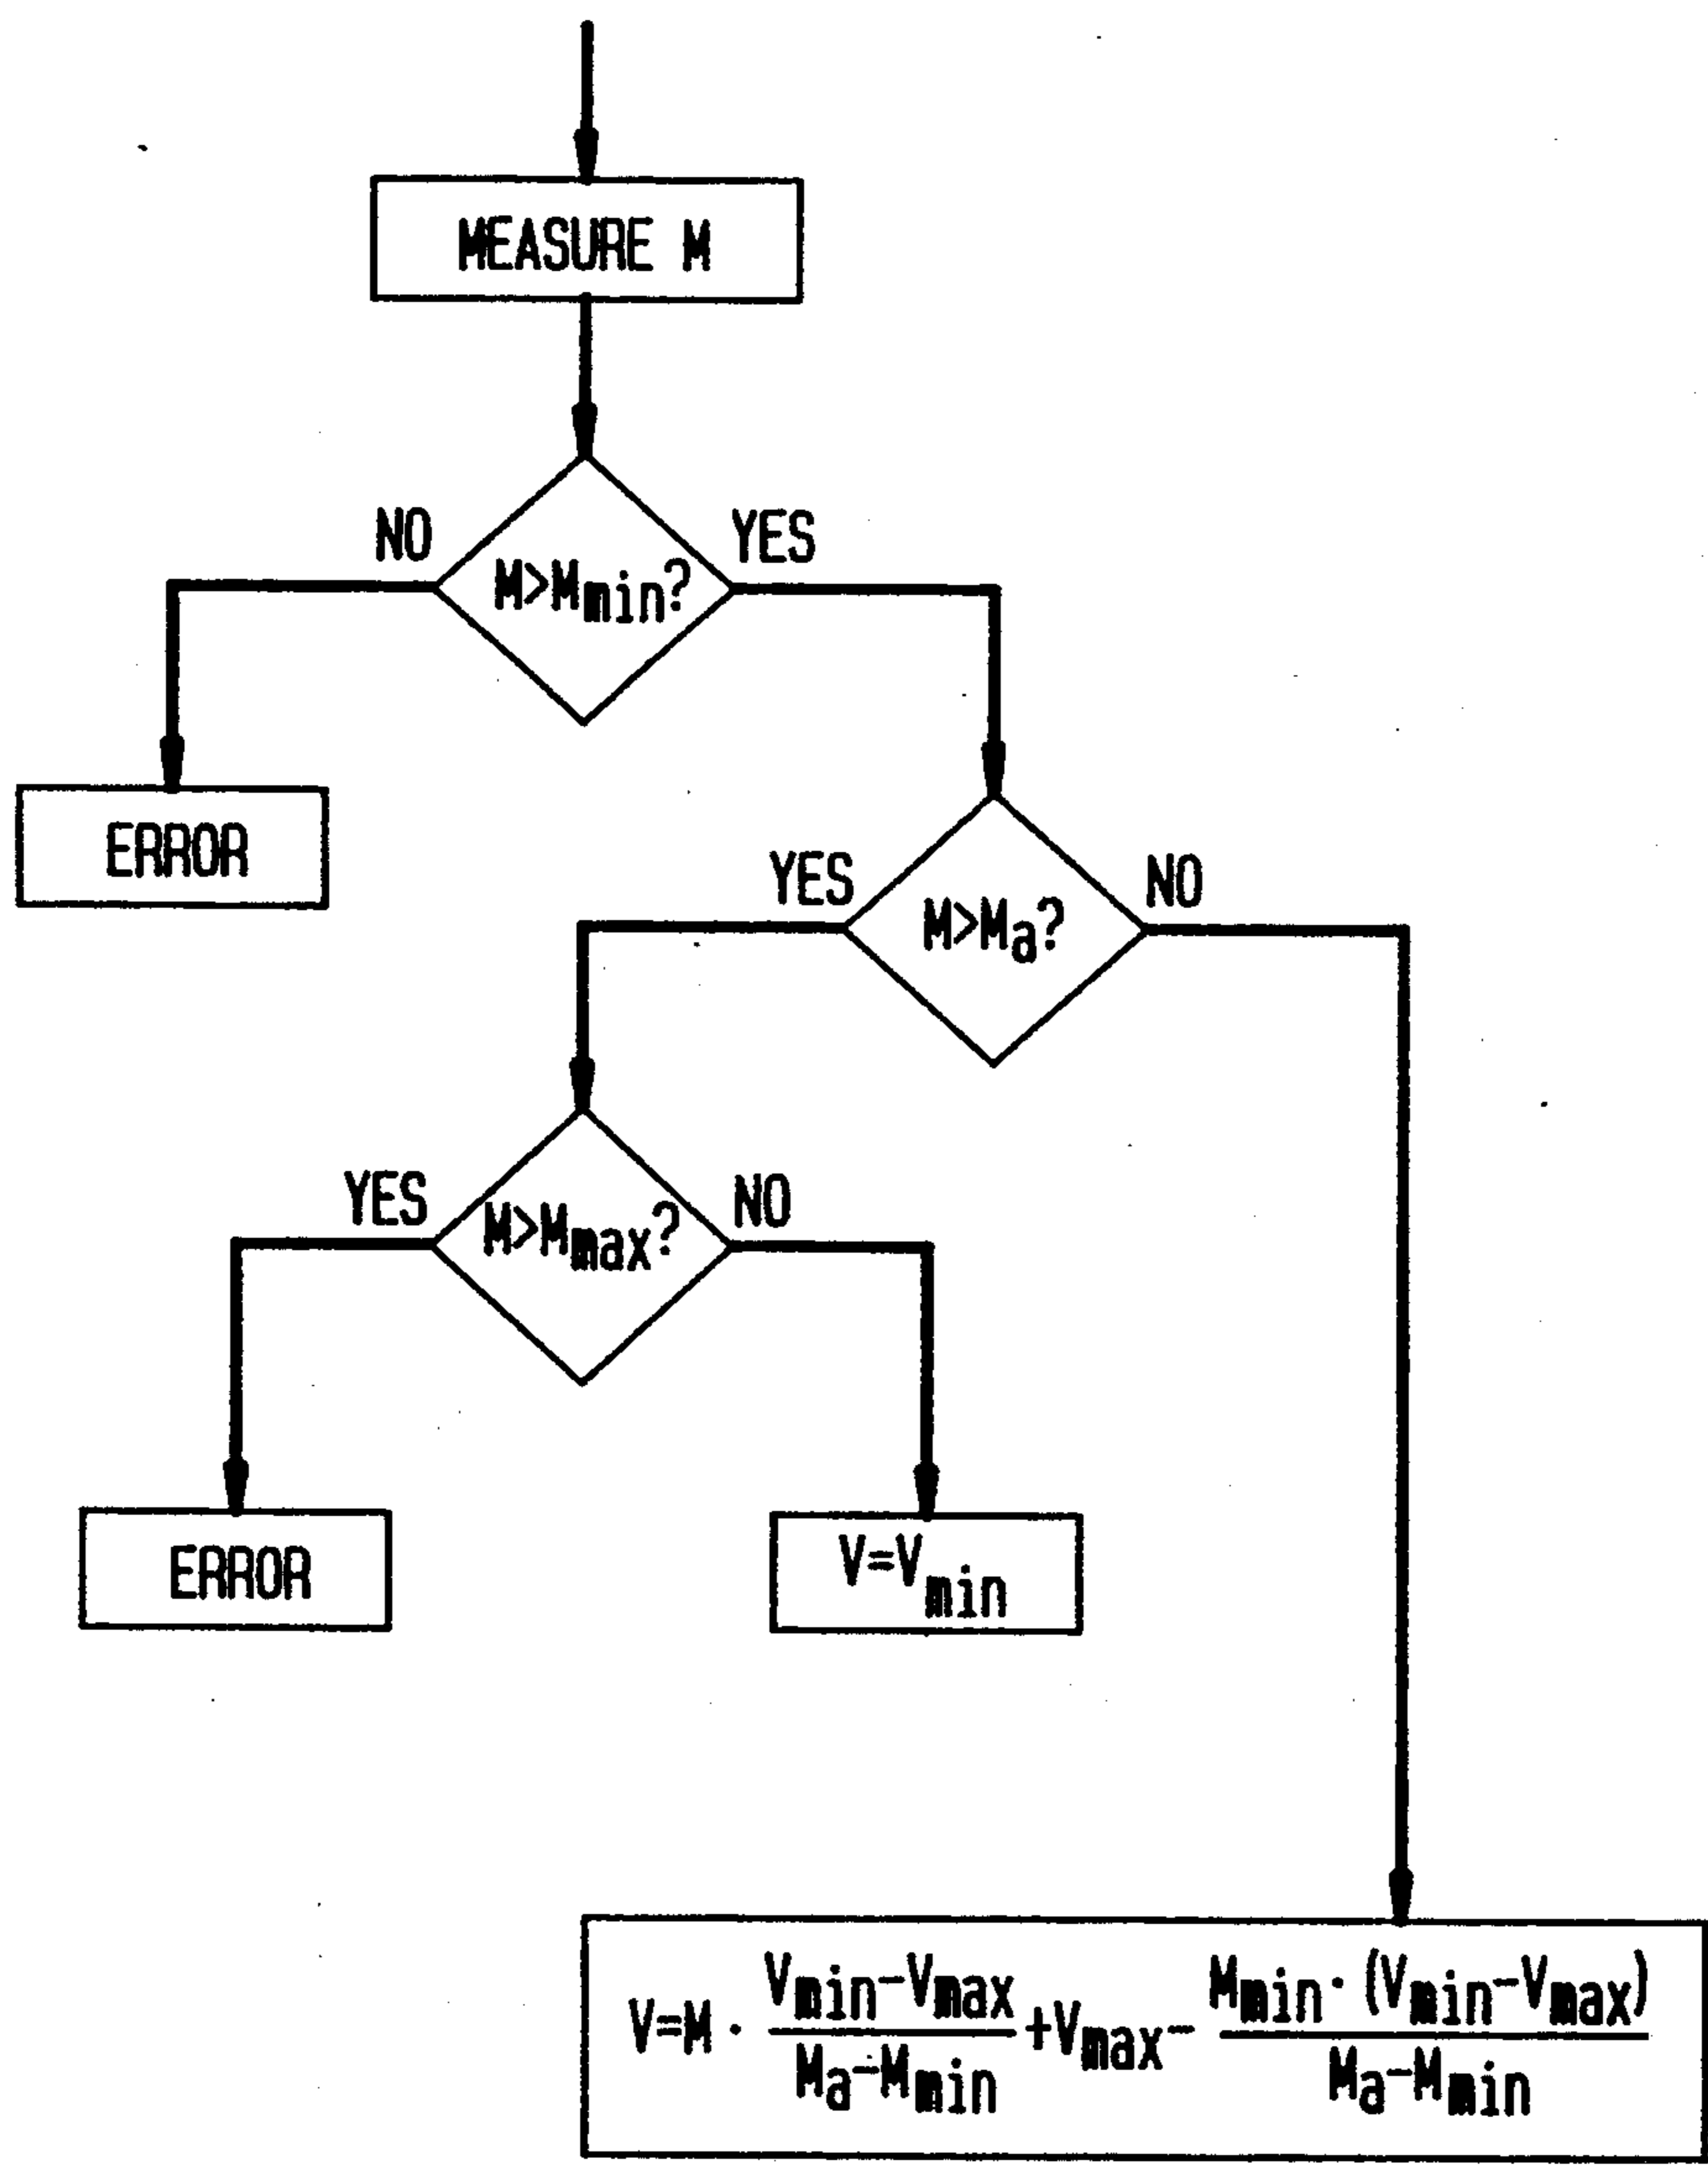 MEASURE M
NO
YES
M>Mmin?
ERROR
YES
NO
M>Ma?
YES
NO
M>Mmax?
ERROR
V=Vmin
V=M · Vmin-Vmax / Ma-Mmin +Vmax- Mmin·(Vmin-Vmax) / Ma-Mmin